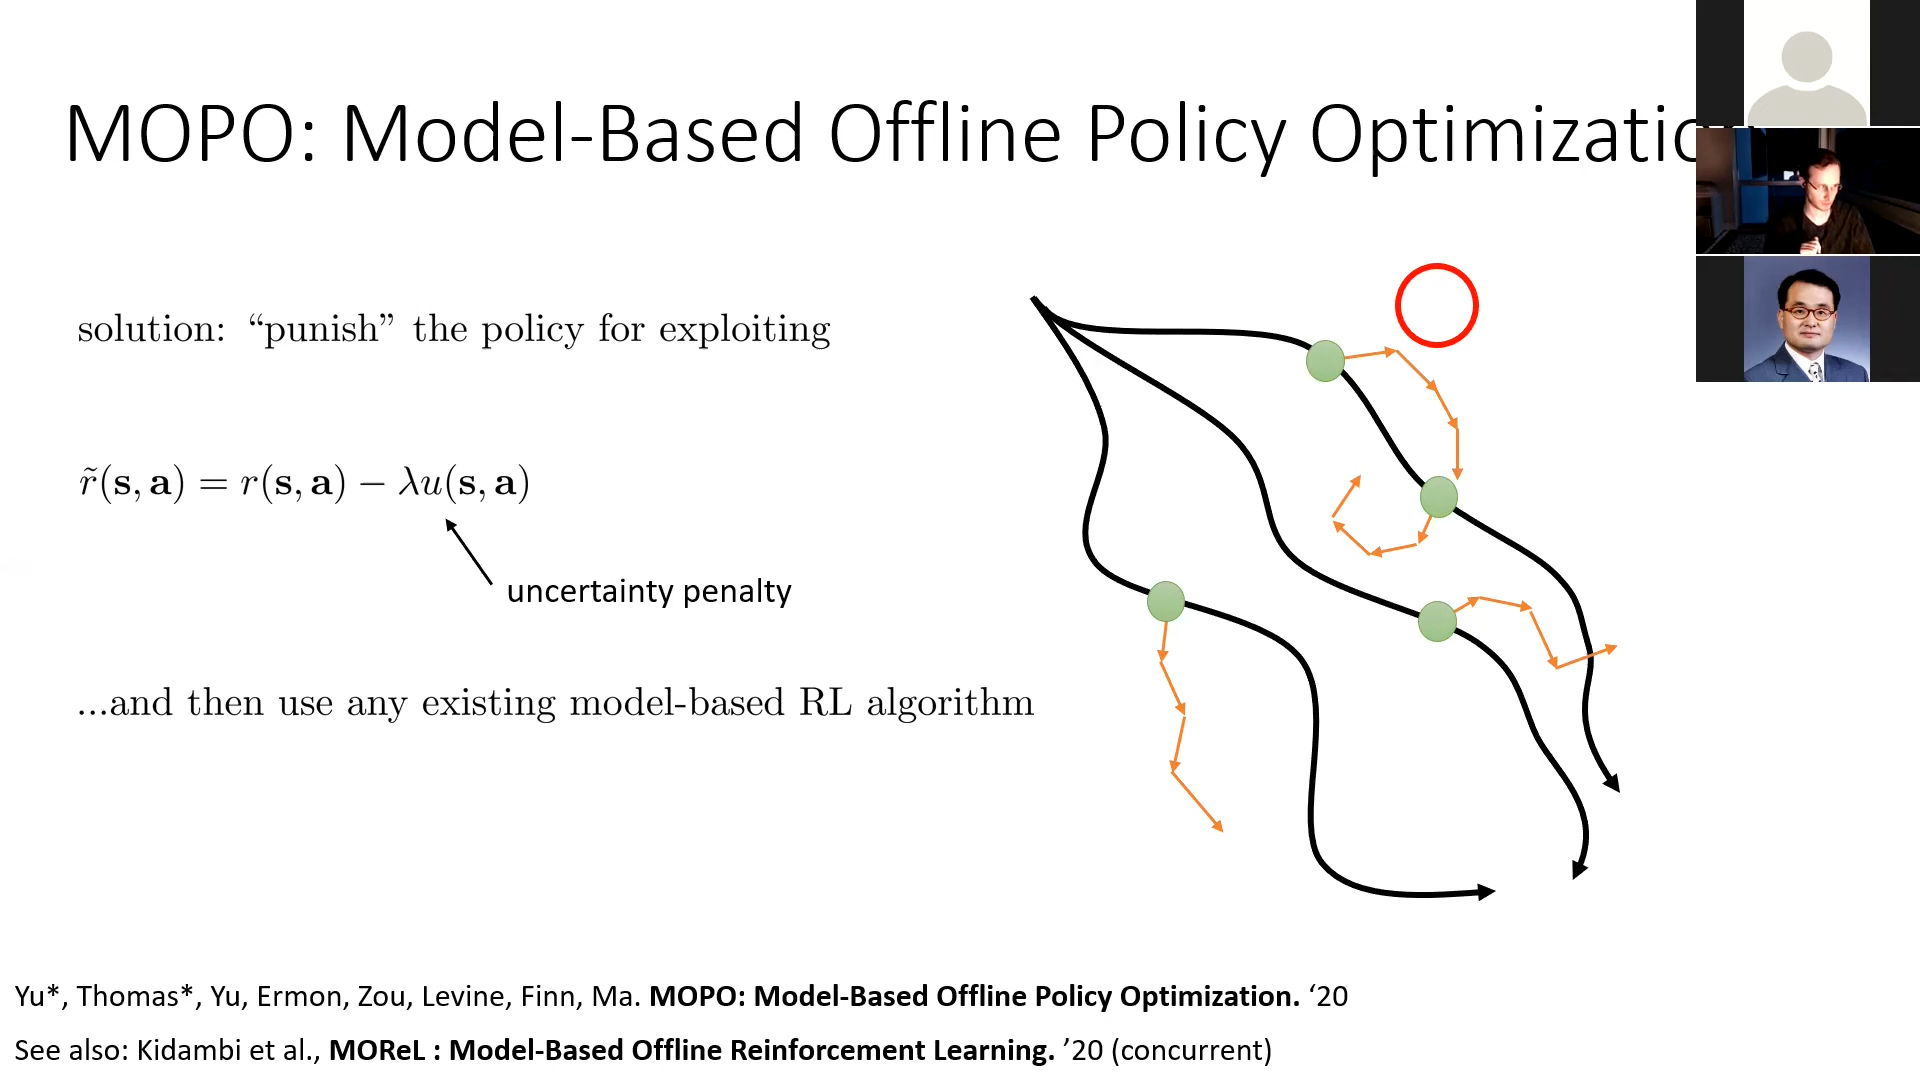 MOPO: Model-Based Offline Policy Optimization
solution: “punish” the policy for exploiting
r̃(s, a) = r(s, a) − λu(s, a)
uncertainty penalty
...and then use any existing model-based RL algorithm
Yu*, Thomas*, Yu, Ermon, Zou, Levine, Finn, Ma. MOPO: Model-Based Offline Policy Optimization. ‘20
See also: Kidambi et al., MOReL : Model-Based Offline Reinforcement Learning. ’20 (concurrent)